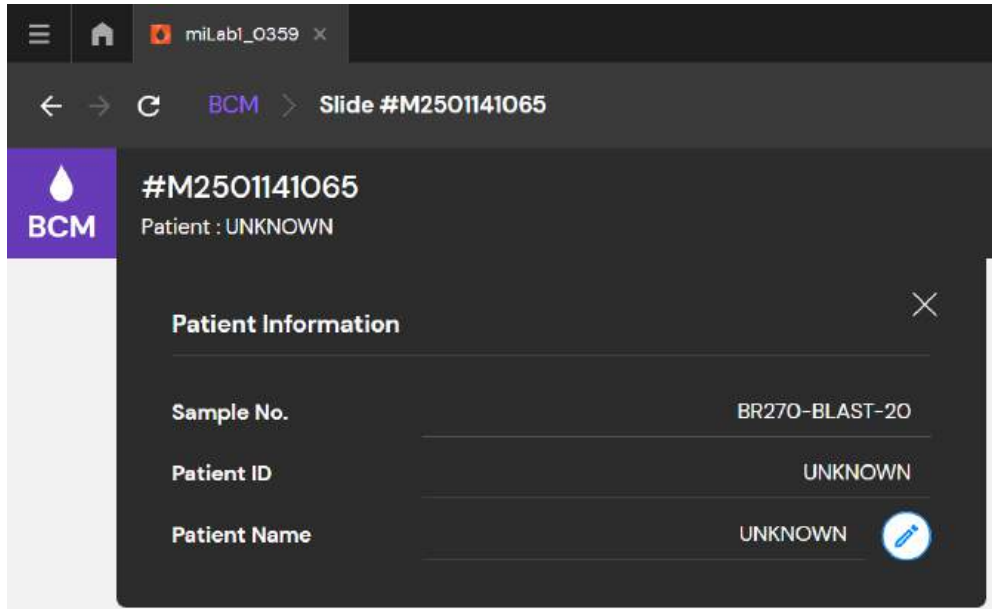 miLab1_0359
BCM > Slide #M2501141065
BCM
#M2501141065
Patient : UNKNOWN
Patient Information
Sample No. BR270-BLAST-20
Patient ID UNKNOWN
Patient Name UNKNOWN